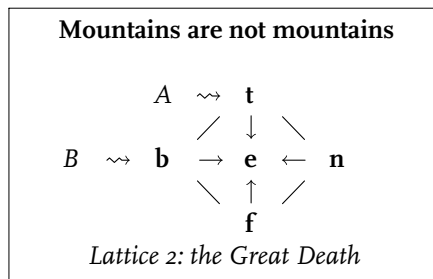 Mountains are not mountains
A ⇝ t
↓
B ⇝ b → e ← n
↑
f
Lattice 2: the Great Death